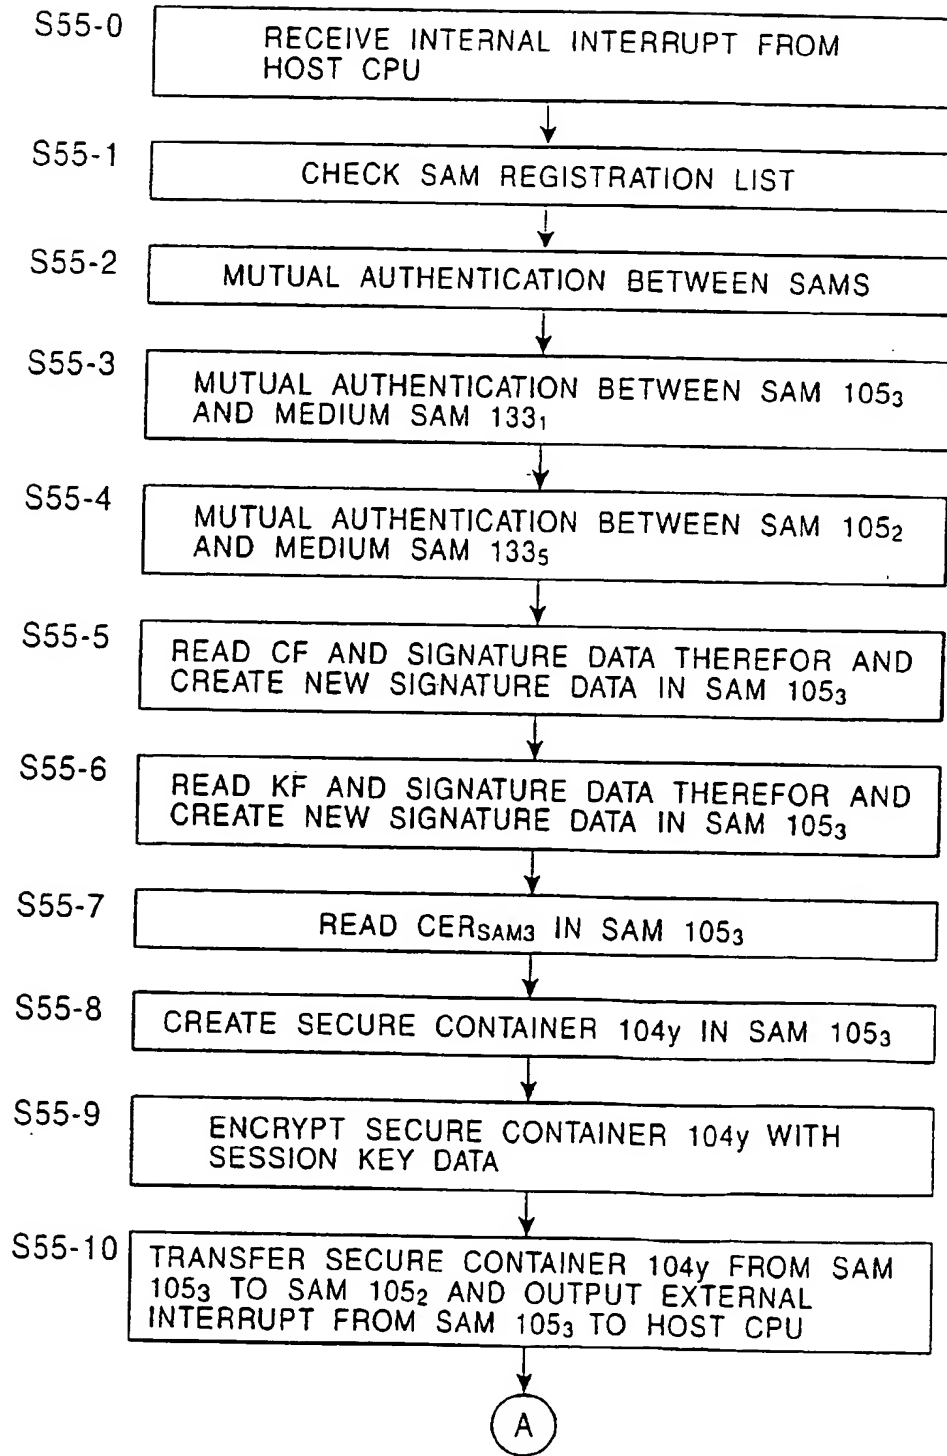 S55-0
RECEIVE INTERNAL INTERRUPT FROM
HOST CPU
S55-1
CHECK SAM REGISTRATION LIST
S55-2
MUTUAL AUTHENTICATION BETWEEN SAMS
S55-3
MUTUAL AUTHENTICATION BETWEEN SAM 105₃
AND MEDIUM SAM 133₁
S55-4
MUTUAL AUTHENTICATION BETWEEN SAM 105₂
AND MEDIUM SAM 133₅
S55-5
READ CF AND SIGNATURE DATA THEREFOR AND
CREATE NEW SIGNATURE DATA IN SAM 105₃
S55-6
READ KF AND SIGNATURE DATA THEREFOR AND
CREATE NEW SIGNATURE DATA IN SAM 105₃
S55-7
READ CER_SAM3 IN SAM 105₃
S55-8
CREATE SECURE CONTAINER 104y IN SAM 105₃
S55-9
ENCRYPT SECURE CONTAINER 104y WITH
SESSION KEY DATA
S55-10
TRANSFER SECURE CONTAINER 104y FROM SAM
105₃ TO SAM 105₂ AND OUTPUT EXTERNAL
INTERRUPT FROM SAM 105₃ TO HOST CPU
A